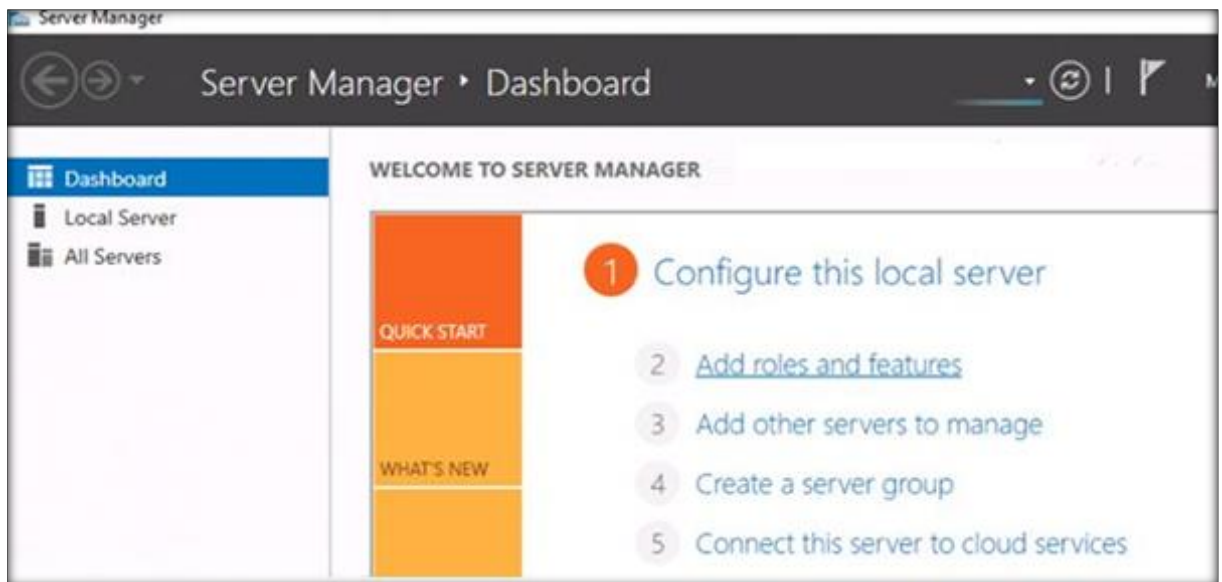 Server Manager
Server Manager • Dashboard
Dashboard
Local Server
All Servers
WELCOME TO SERVER MANAGER
QUICK START
WHAT'S NEW
1 Configure this local server
2 Add roles and features
3 Add other servers to manage
4 Create a server group
5 Connect this server to cloud services